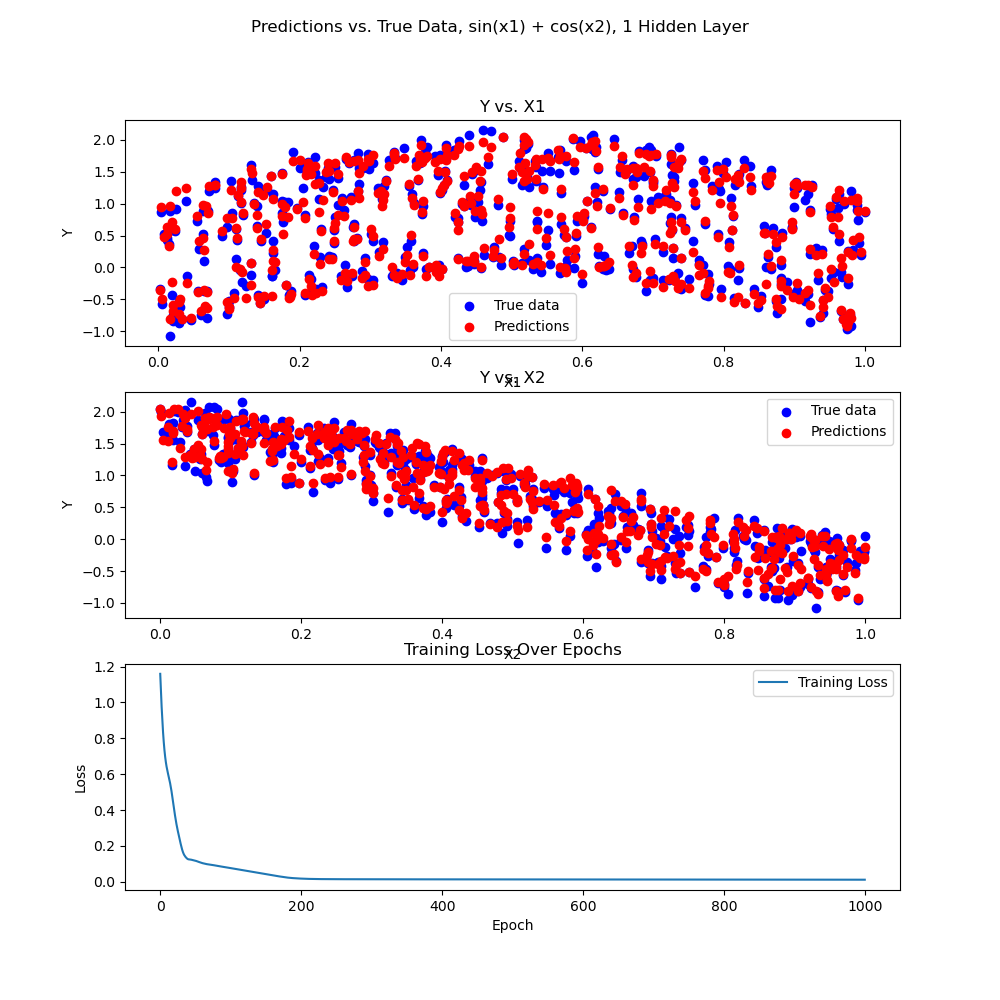 Predictions vs. True Data, sin(x1) + cos(x2), 1 Hidden Layer
Y vs. X1
2.0
1.5
1.0
0.5
0.0
−0.5
−1.0
Y
True data
Predictions
0.0 0.2 0.4 0.6 0.8 1.0
X1
Y vs. X2
2.0
1.5
1.0
0.5
0.0
−0.5
−1.0
Y
True data
Predictions
0.0 0.2 0.4 0.6 0.8 1.0
X2
Training Loss Over Epochs
1.2
1.0
0.8
0.6
0.4
0.2
0.0
Loss
Training Loss
0 200 400 600 800 1000
Epoch